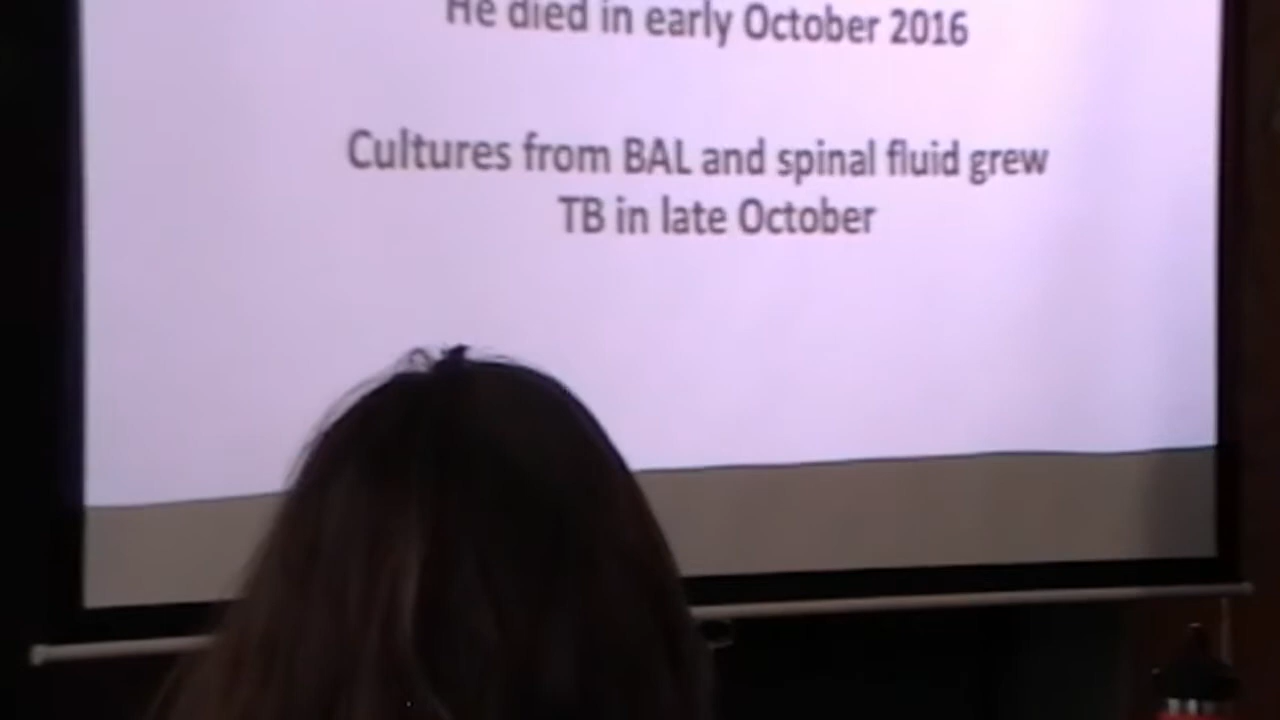 He died in early October 2016
Cultures from BAL and spinal fluid grew
TB in late October